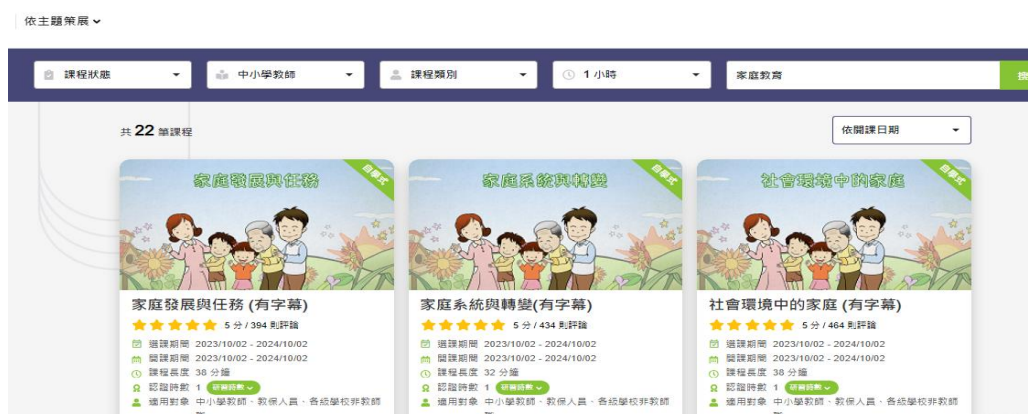 依主題策展
課程狀態
中小學教師
課程類別
1 小時
家庭教育
共 22 筆課程
依開課日期
家庭發展與任務
自學式
家庭系統與轉變
自學式
社會環境中的家庭
自學式
家庭發展與任務 (有字幕)
5 分 / 394 則評論
選課期間 2023/10/02 - 2024/10/02
開課期間 2023/10/02 - 2024/10/02
課程長度 38 分鐘
認證時數 1 研習時數
適用對象 中小學教師、教保人員、各級學校非教師
家庭系統與轉變(有字幕)
5 分 / 434 則評論
選課期間 2023/10/02 - 2024/10/02
開課期間 2023/10/02 - 2024/10/02
課程長度 32 分鐘
認證時數 1 研習時數
適用對象 中小學教師、教保人員、各級學校非教師
社會環境中的家庭 (有字幕)
5 分 / 464 則評論
選課期間 2023/10/02 - 2024/10/02
開課期間 2023/10/02 - 2024/10/02
課程長度 36 分鐘
認證時數 1 研習時數
適用對象 中小學教師、教保人員、各級學校非教師